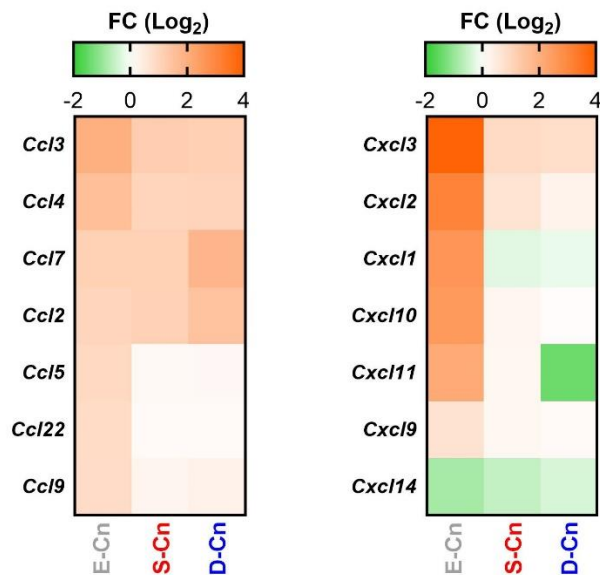 FC (Log2)
-2 0 2 4
Ccl3
Ccl4
Ccl7
Ccl2
Ccl5
Ccl22
Ccl9
E-Cn S-Cn D-Cn
FC (Log2)
-2 0 2 4
Cxcl3
Cxcl2
Cxcl1
Cxcl10
Cxcl11
Cxcl9
Cxcl14
E-Cn S-Cn D-Cn